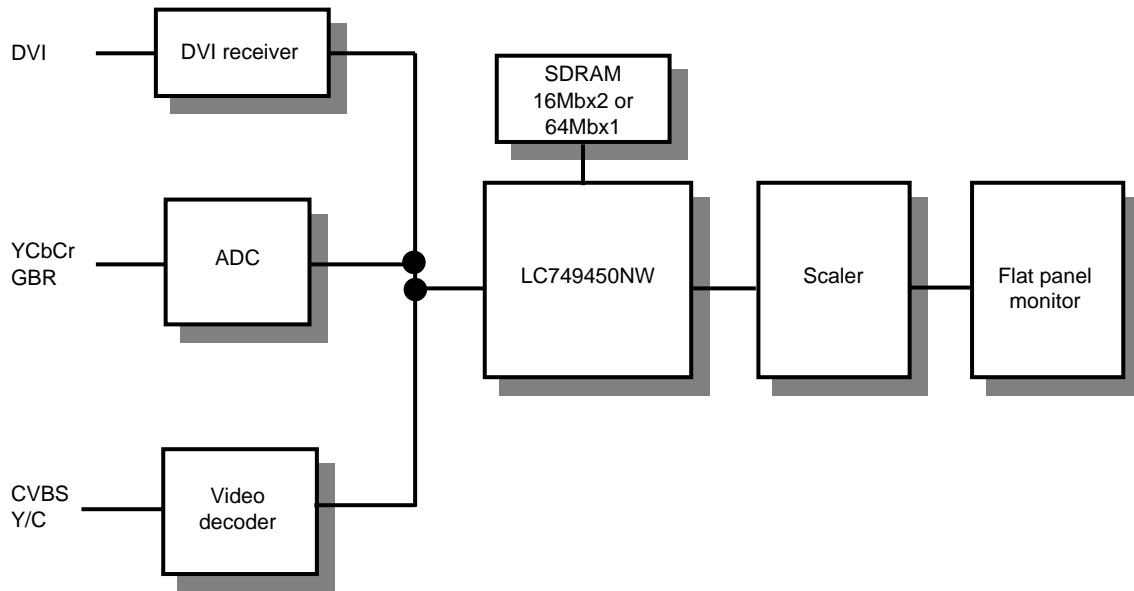 DVI
DVI receiver
SDRAM
16Mbx2 or
64Mbx1
YCbCr
GBR
ADC
LC749450NW
Scaler
Flat panel
monitor
CVBS
Y/C
Video
decoder